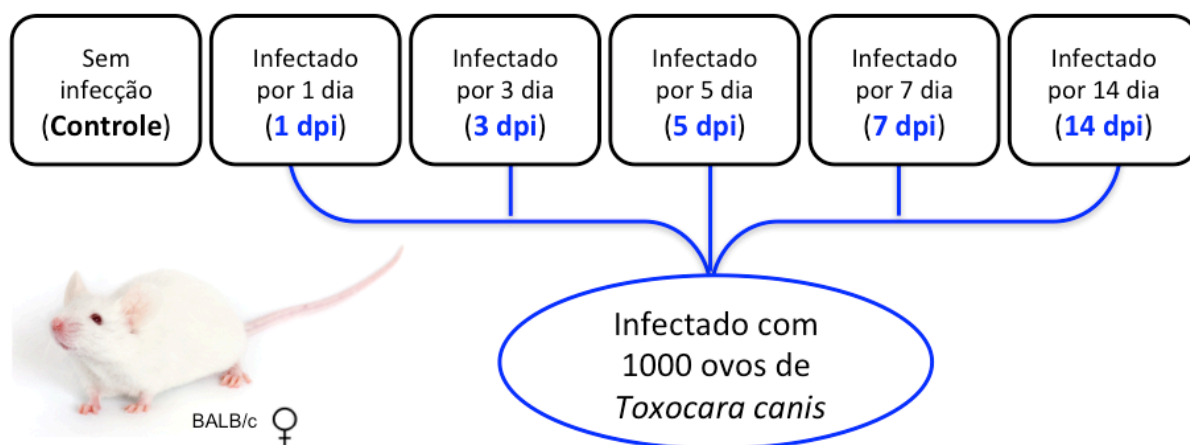 Sem
infecção
(Controle)
Infectado
por 1 dia
(1 dpi)
Infectado
por 3 dia
(3 dpi)
Infectado
por 5 dia
(5 dpi)
Infectado
por 7 dia
(7 dpi)
Infectado
por 14 dia
(14 dpi)
Infectado com
1000 ovos de
Toxocara canis
BALB/c ♀